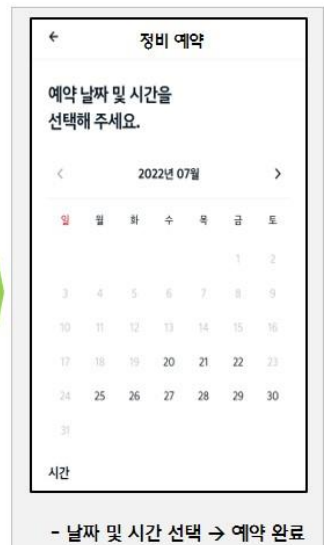 ← 정비 예약
예약 날짜 및 시간을
선택해 주세요.
< 2022년 07월 >
일 월 화 수 목 금 토
1 2
3 4 5 6 7 8 9
10 11 12 13 14 15 16
17 18 19 20 21 22 23
24 25 26 27 28 29 30
31
시간
- 날짜 및 시간 선택 → 예약 완료